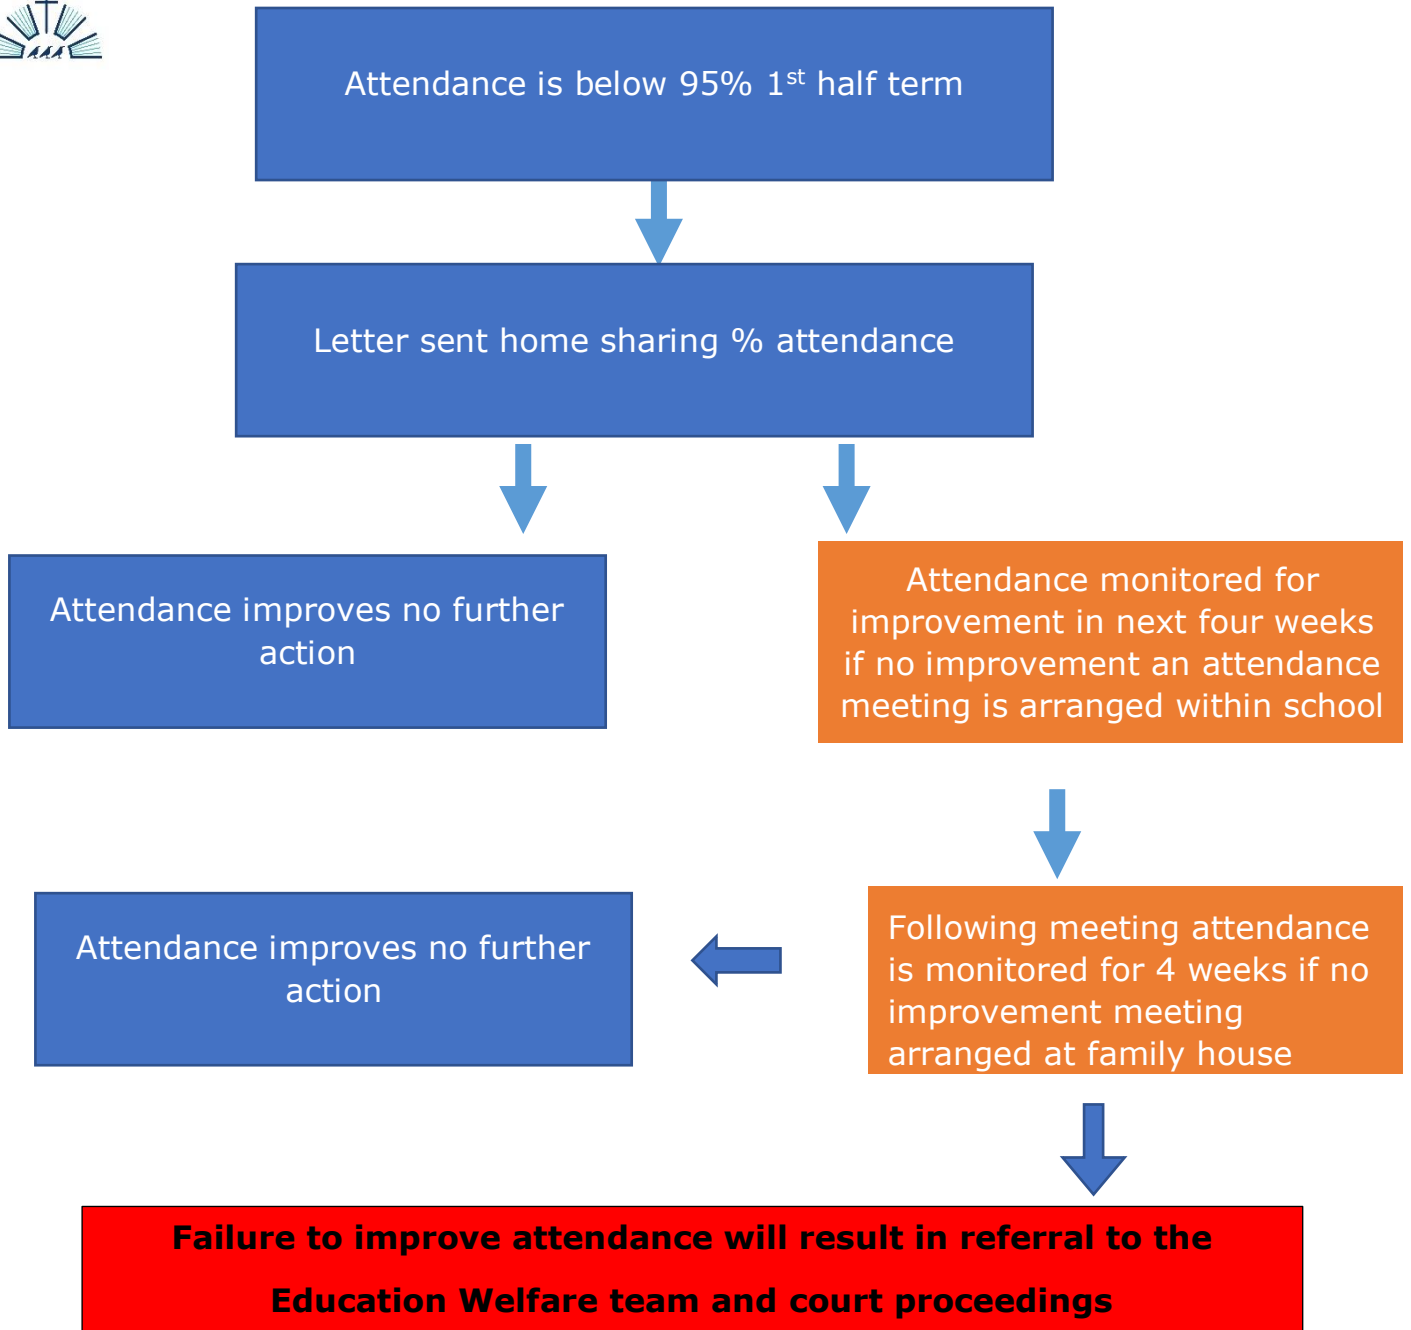 Attendance is below 95% 1st half term
Letter sent home sharing % attendance
Attendance improves no further
action
Attendance monitored for
improvement in next four weeks
if no improvement an attendance
meeting is arranged within school
Attendance improves no further
action
Following meeting attendance
is monitored for 4 weeks if no
improvement meeting
arranged at family house
Failure to improve attendance will result in referral to the
Education Welfare team and court proceedings